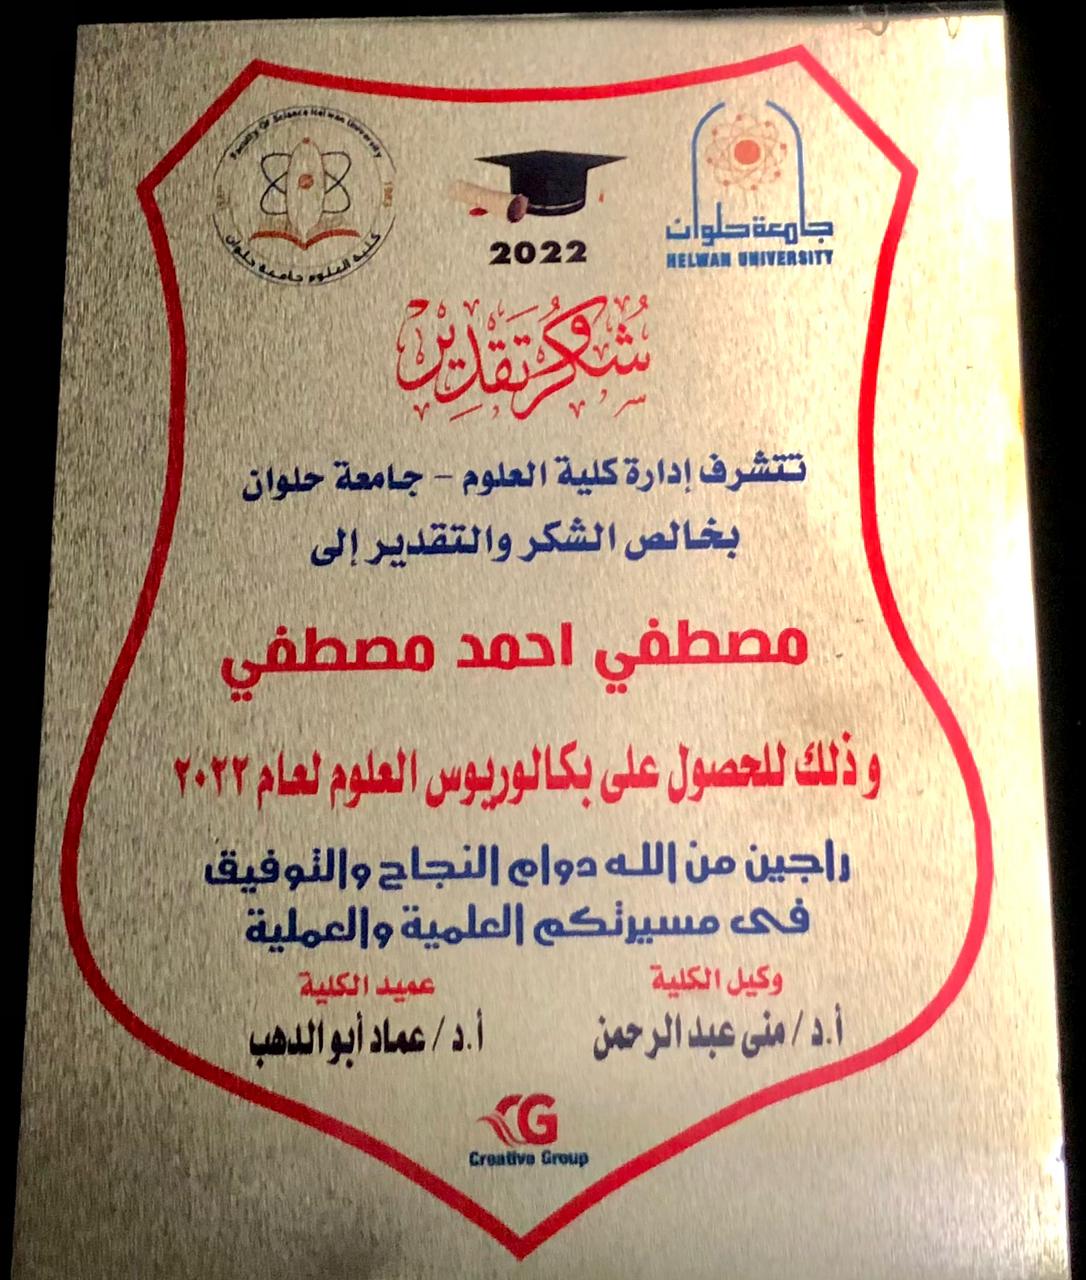 Faculty Of Science Helwan University
كلية العلوم جامعة حلوان
2022
جامعة حلوان
HELWAN UNIVERSITY
شكر وتقدير
تتشرف إدارة كلية العلوم - جامعة حلوان
بخالص الشكر والتقدير إلى
مصطفي احمد مصطفي
و ذلك للحصول على بكالوريوس العلوم لعام ٢٠٢٢
راجين من الله دوام النجاح والتوفيق
فى مسيرتكم العلمية والعملية
وكيل الكلية
أ.د/ منى عبد الرحمن
عميد الكلية
أ.د/ عماد أبو الدهب
CG
Creative Group